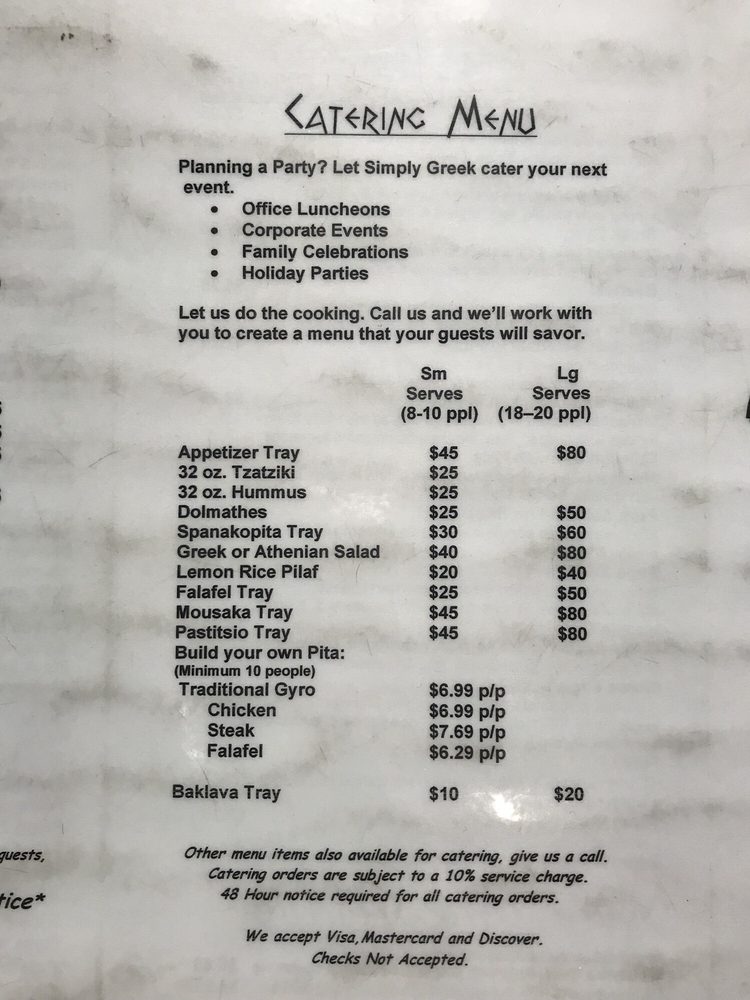 CATERING MENU
Planning a Party? Let Simply Greek cater your next
event.
• Office Luncheons
• Corporate Events
• Family Celebrations
• Holiday Parties
Let us do the cooking. Call us and we'll work with
you to create a menu that your guests will savor.
Sm Lg
Serves Serves
(8-10 ppl) (18–20 ppl)
Appetizer Tray $45 $80
32 oz. Tzatziki $25
32 oz. Hummus $25
Dolmathes $25 $50
Spanakopita Tray $30 $60
Greek or Athenian Salad $40 $80
Lemon Rice Pilaf $20 $40
Falafel Tray $25 $50
Mousaka Tray $45 $80
Pastitsio Tray $45 $80
Build your own Pita:
(Minimum 10 people)
Traditional Gyro $6.99 p/p
Chicken $6.99 p/p
Steak $7.69 p/p
Falafel $6.29 p/p
Baklava Tray $10 $20
Other menu items also available for catering, give us a call.
Catering orders are subject to a 10% service charge.
48 Hour notice required for all catering orders.
We accept Visa, Mastercard and Discover.
Checks Not Accepted.